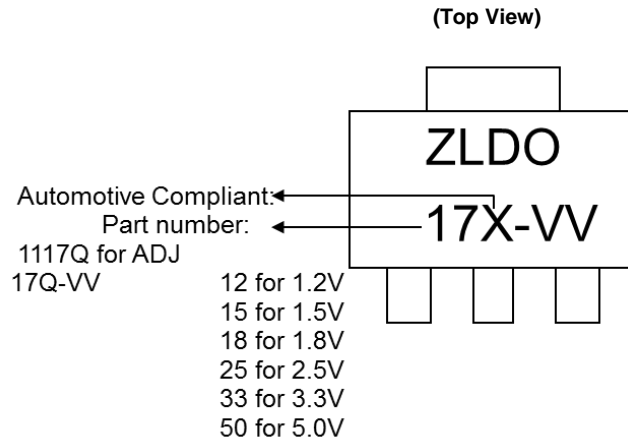 (Top View)
ZLDO
17X-VV
Automotive Compliant:
Part number:
1117Q for ADJ
17Q-VV
12 for 1.2V
15 for 1.5V
18 for 1.8V
25 for 2.5V
33 for 3.3V
50 for 5.0V